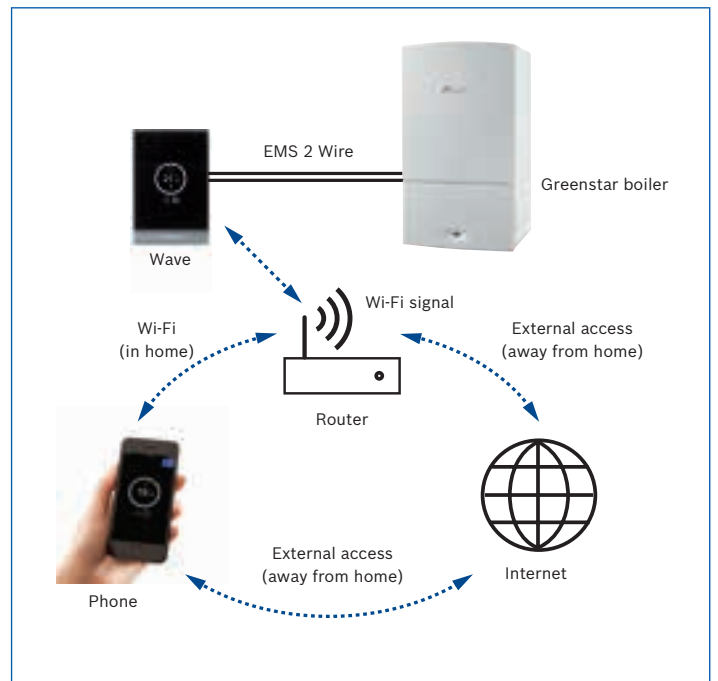 EMS 2 Wire
Greenstar boiler
Wave
Wi-Fi signal
Wi-Fi
(in home)
External access
(away from home)
Router
External access
(away from home)
Internet
Phone